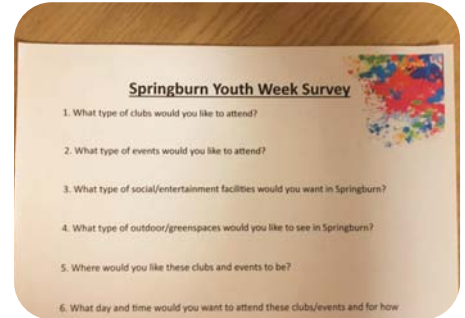 Springburn Youth Week Survey
1. What type of clubs would you like to attend?
2. What type of events would you like to attend?
3. What type of social/entertainment facilities would you want in Springburn?
4. What type of outdoor/greenspaces would you like to see in Springburn?
5. Where would you like these clubs and events to be?
6. What day and time would you want to attend these clubs/events and for how